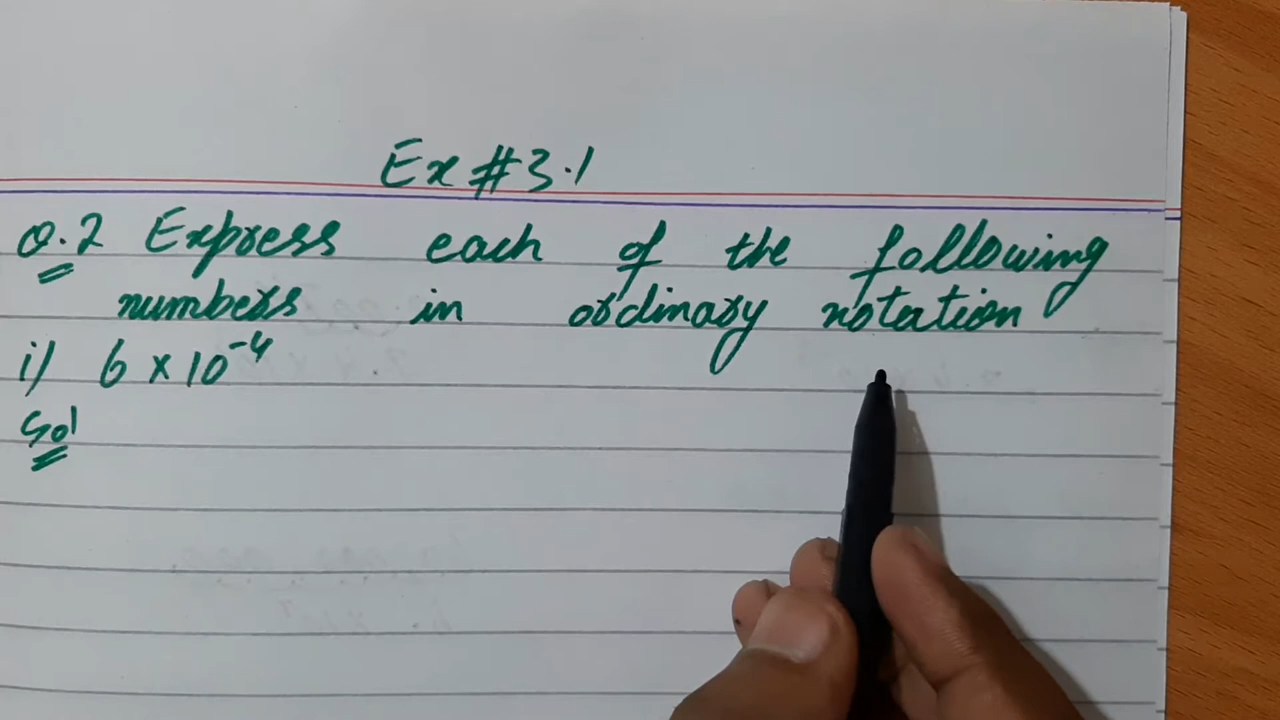 Ex # 3.1
Q.2 Express each of the following
numbers in ordinary notation
i) 6 × 10⁻⁴
Sol